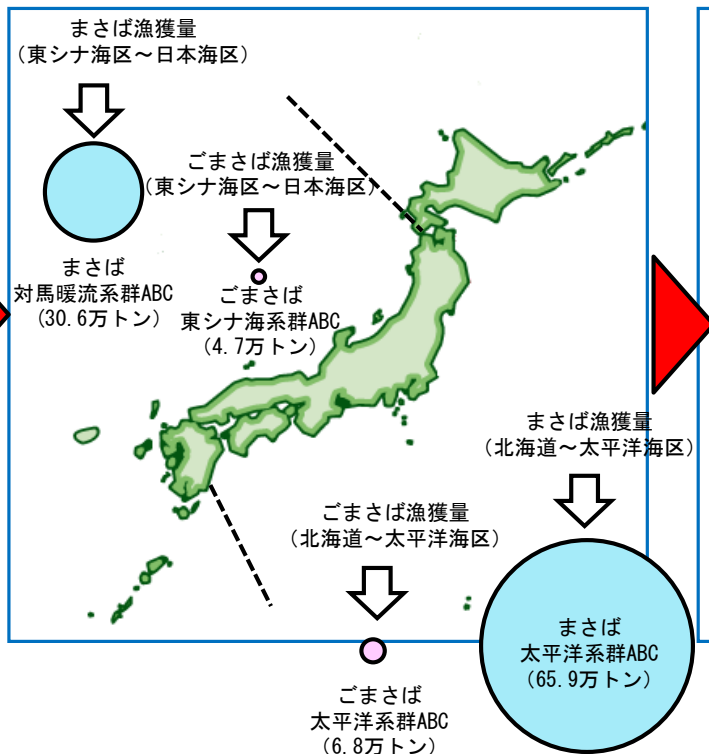 まさば漁獲量
（東シナ海区～日本海区）
ごまさば漁獲量
（東シナ海区～日本海区）
まさば
対馬暖流系群ABC
（30.6万トン）
ごまさば
東シナ海系群ABC
（4.7万トン）
まさば漁獲量
（北海道～太平洋海区）
ごまさば漁獲量
（北海道～太平洋海区）
まさば
太平洋系群ABC
（65.9万トン）
ごまさば
太平洋系群ABC
（6.8万トン）